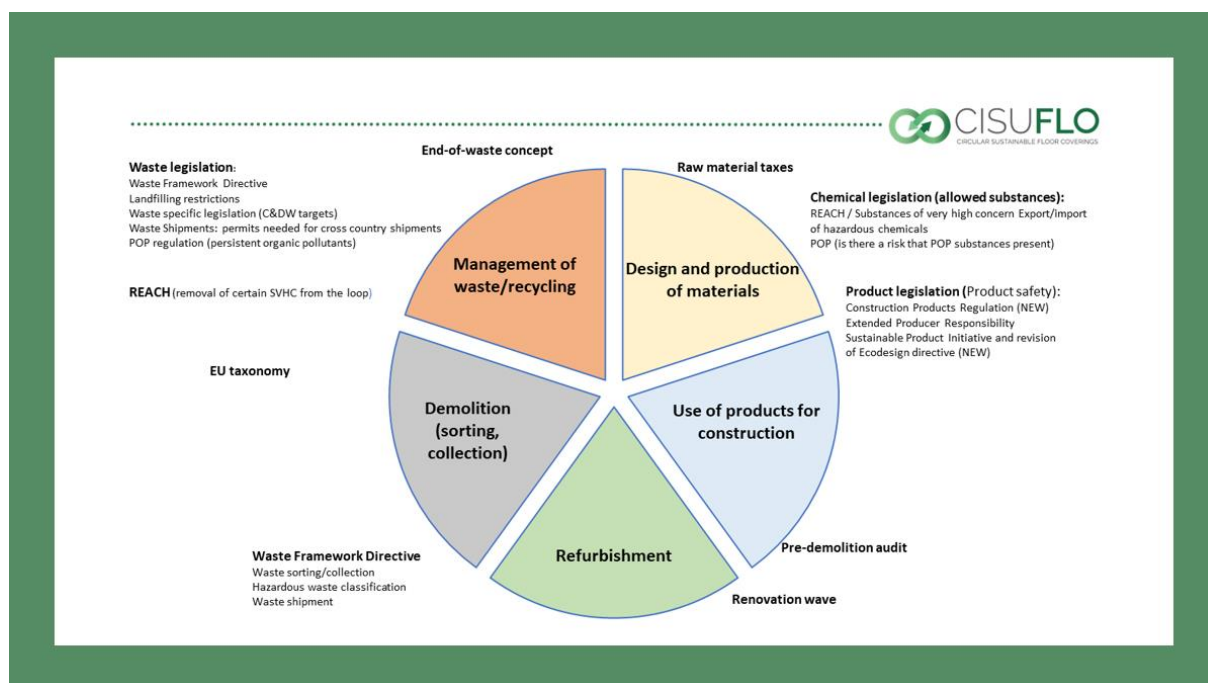 CISUFLO
CIRCULAR SUSTAINABLE FLOOR COVERINGS
End-of-waste concept
Raw material taxes
Waste legislation:
Waste Framework Directive
Landfilling restrictions
Waste specific legislation (C&DW targets)
Waste Shipments: permits needed for cross country shipments
POP regulation (persistent organic pollutants)
REACH (removal of certain SVHC from the loop)
EU taxonomy
Chemical legislation (allowed substances):
REACH / Substances of very high concern Export/import
of hazardous chemicals
POP (is there a risk that POP substances present)
Product legislation (Product safety):
Construction Products Regulation (NEW)
Extended Producer Responsibility
Sustainable Product Initiative and revision
of Ecodesign directive (NEW)
Management of
waste/recycling
Design and production
of materials
Demolition
(sorting,
collection)
Use of products for
construction
Refurbishment
Waste Framework Directive
Waste sorting/collection
Hazardous waste classification
Waste shipment
Pre-demolition audit
Renovation wave